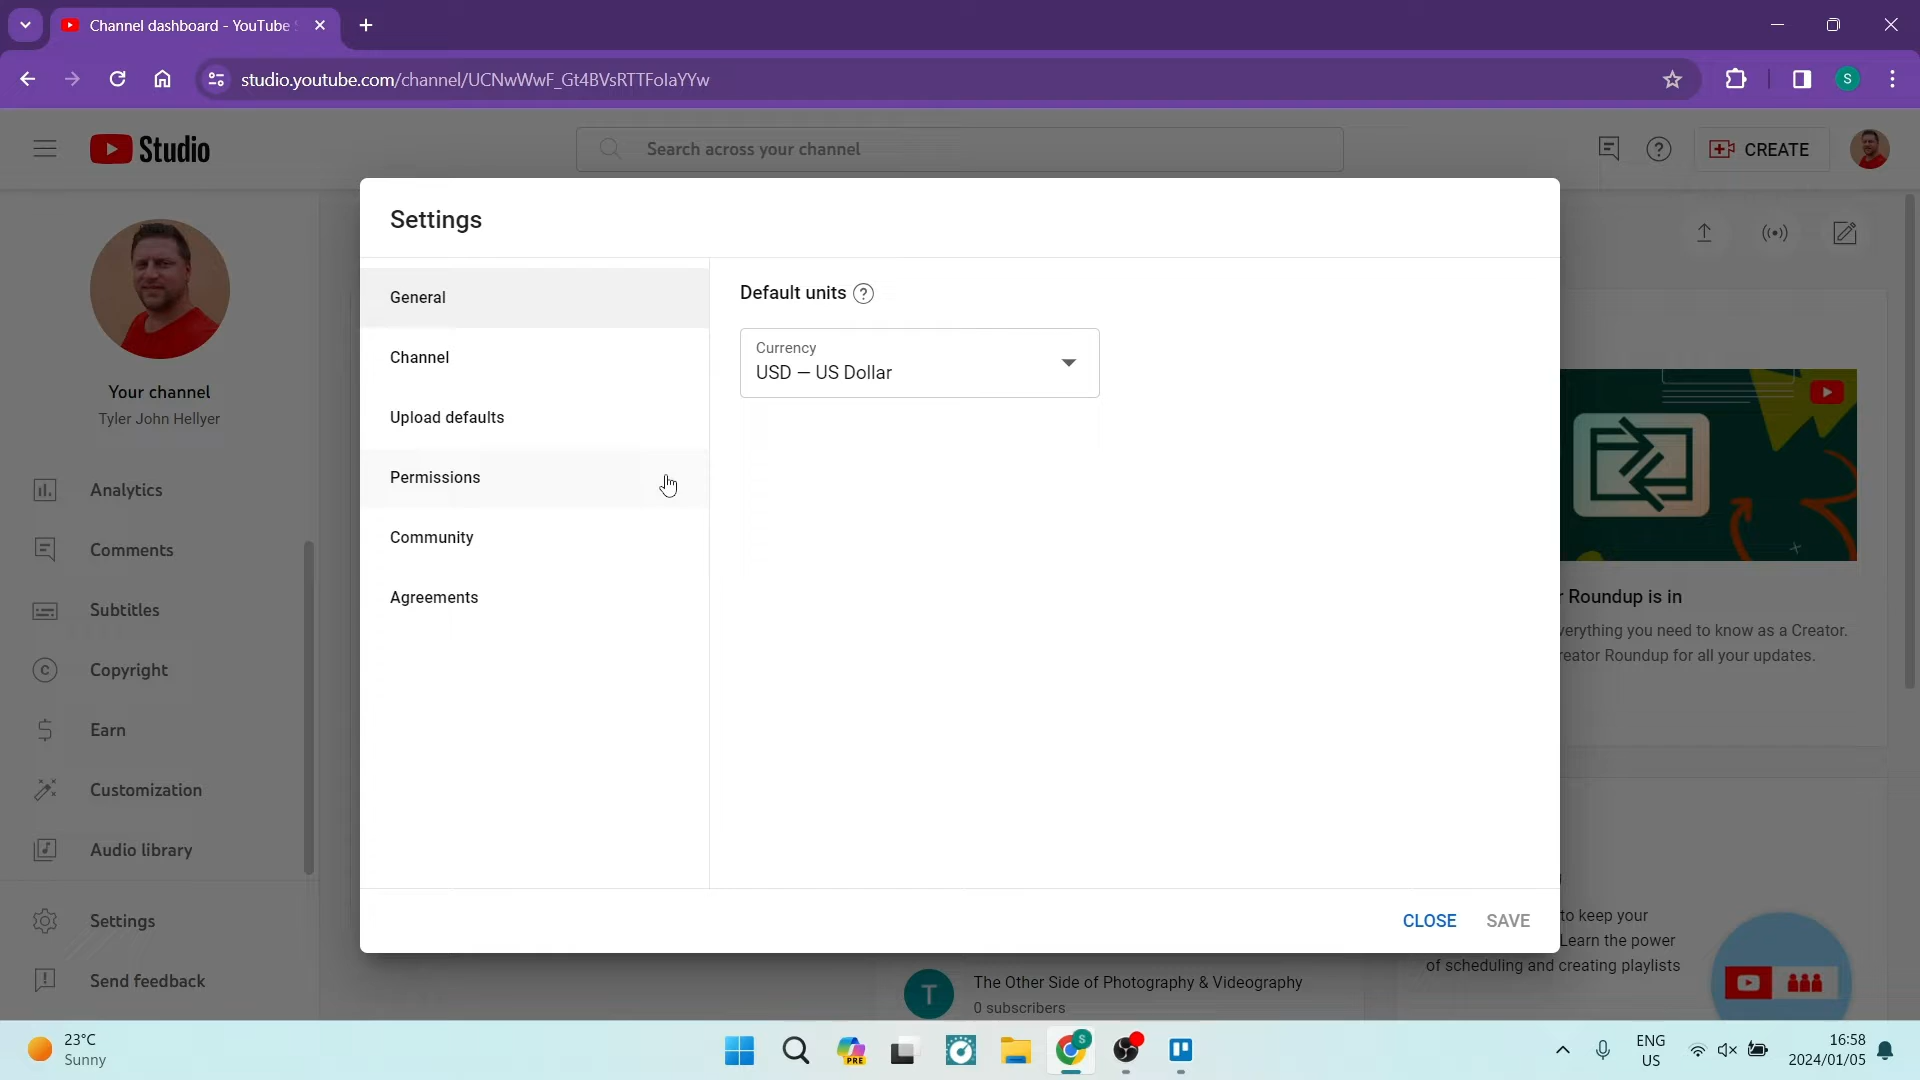 Channel dashboard - YouTube
studio.youtube.com/channel/UCNwWwF_Gt4BVsRTTFolaYYw
S
Studio
Search across your channel
CREATE
Settings
General
Channel
Upload defaults
Permissions
Community
Agreements
Default units
Currency
USD — US Dollar
CLOSE
SAVE
Your channel
Tyler John Hellyer
Analytics
Comments
Subtitles
Copyright
Earn
Customization
Audio library
Settings
Send feedback
Roundup is in
verything you need to know as a Creator.
reator Roundup for all your updates.
to keep your
Learn the power
of scheduling and creating playlists
T
The Other Side of Photography & Videography
0 subscribers
23°C
Sunny
PRE
S
ENG
US
16:58
2024/01/05